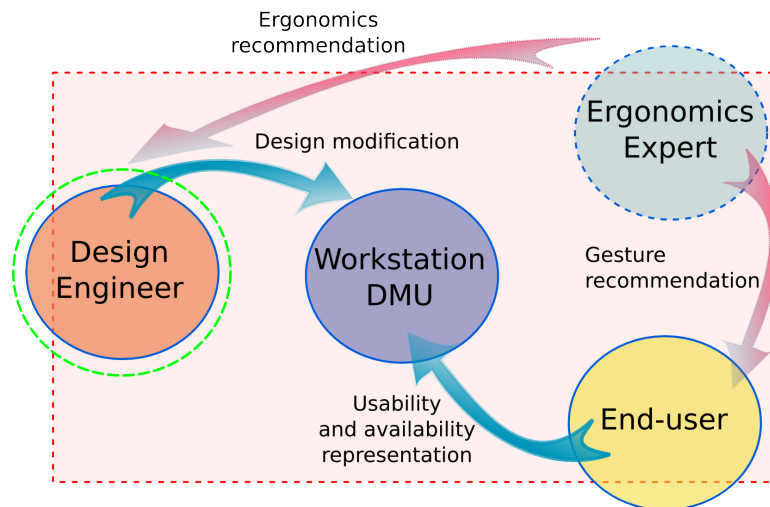 Ergonomics
recommendation
Ergonomics
Expert
Design modification
Design
Engineer
Workstation
DMU
Gesture
recommendation
Usability
and availability
representation
End-user